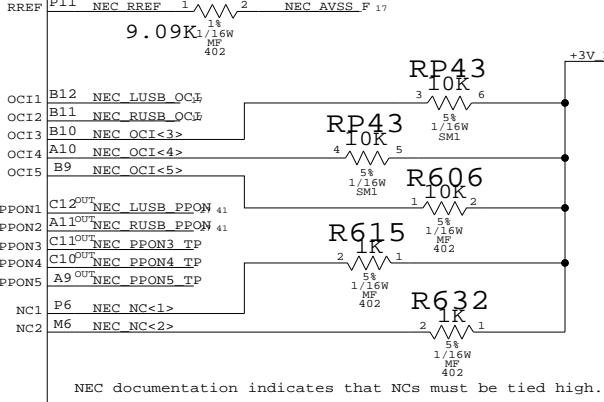 RREF P11 NEC_RREF 1 2 NEC_AVSS_F 17
9.09K 1%
1/16W
MF
402
+3V_
RP43
10K
OCI1 B12 NEC_LUSB_OCI 3 6
OCI2 B11 NEC_RUSB_OCI 5%
1/16W
SM1
OCI3 B10 NEC_OCI<3>
RP43
10K
OCI4 A10 NEC_OCI<4> 4 5
5%
1/16W
SM1
OCI5 B9 NEC_OCI<5>
R606
10K
1 2
5%
1/16W
MF
402
PPON1 C12 OUT NEC_LUSB_PPON 41
PPON2 A11 OUT NEC_RUSB_PPON 41
PPON3 C11 OUT NEC_PPON3_TP
PPON4 C10 OUT NEC_PPON4_TP
PPON5 A9 OUT NEC_PPON5_TP
R615
1K
2 1
5%
1/16W
MF
402
NC1 P6 NEC_NC<1>
NC2 M6 NEC_NC<2>
R632
1K
2 1
5%
1/16W
MF
402
NEC documentation indicates that NCs must be tied high.